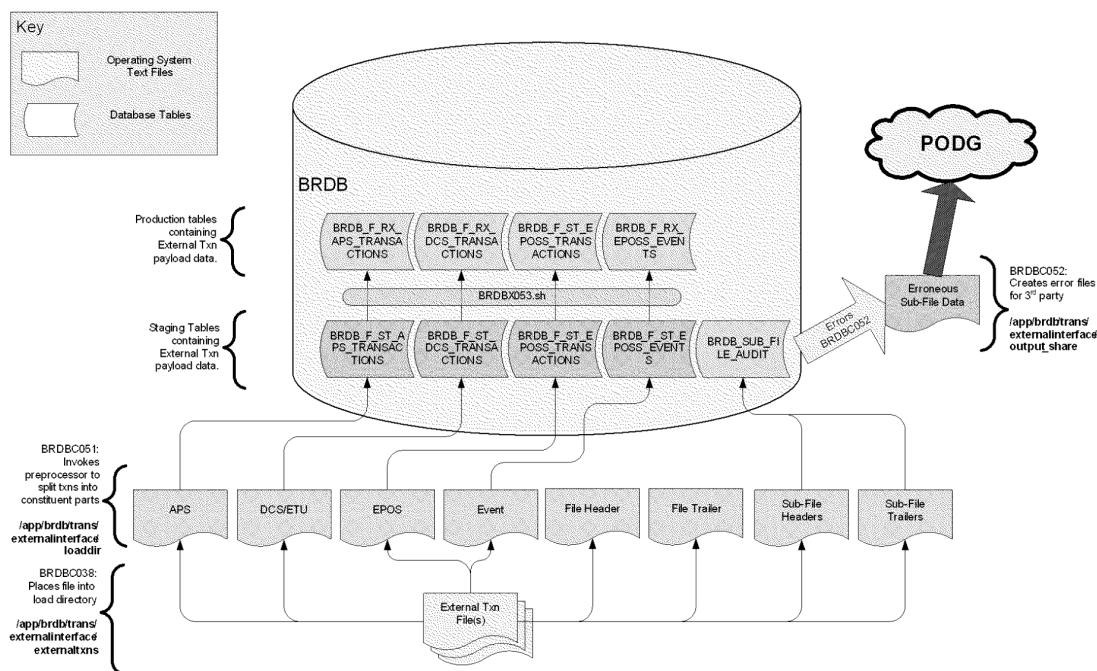 Key
Operating System
Text Files
Database Tables
PODG
BRDB
Production tables
containing
External Txn
payload data.
BRDB_F_RX_
APS_TRANSA
CTIONS
BRDB_F_RX_
DCS_TRANSA
CTIONS
BRDB_F_ST_E
POSS_TRANS
ACTIONS
BRDB_F_RX_
EPOSS_EVEN
TS
BRDBX053.sh
Staging Tables
containing
External Txn
payload data.
BRDB_F_ST_A
PS_TRANSAC
TIONS
BRDB_F_ST_
DCS_TRANSA
CTIONS
BRDB_F_ST_E
POSS_TRANS
ACTIONS
BRDB_F_ST_E
POSS_EVENT
S
BRDB_SUB_FI
LE_AUDIT
Errors
BRDBC052
Erroneous
Sub-File Data
BRDBC052:
Creates error files
for 3rd party
/app/brdb/trans/
externalinterface/
output_share
BRDBC051:
Invokes
preprocessor to
split txns into
constituent parts
/app/brdb/trans/
externalinterface/
loaddir
APS
DCS/ETU
EPOS
Event
File Header
File Trailer
Sub-File
Headers
Sub-File
Trailers
BRDBC038:
Places file into
load directory
/app/brdb/trans/
externalinterface/
externaltxns
External Txn
File(s)